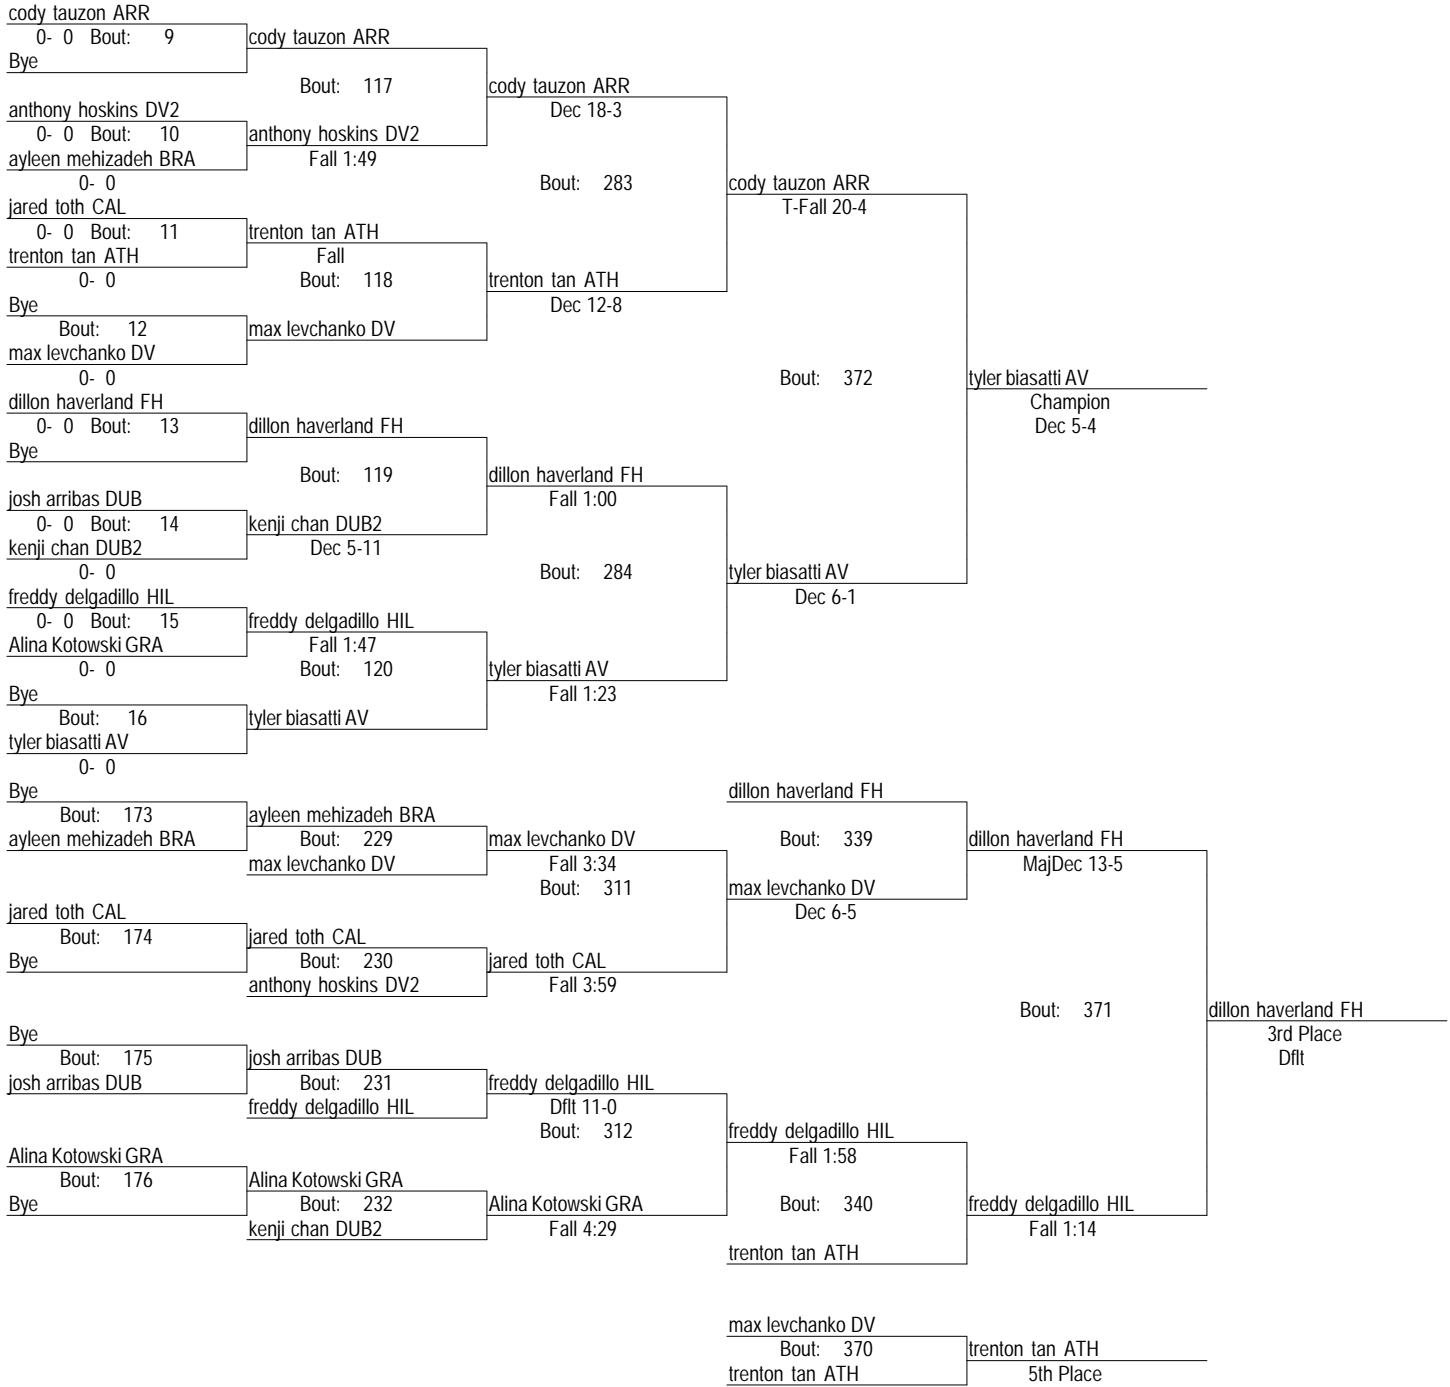 cody tauzon ARR
0- 0 Bout: 9
cody tauzon ARR
Bye
Bout: 117
cody tauzon ARR
anthony hoskins DV2
Dec 18-3
0- 0 Bout: 10
anthony hoskins DV2
ayleen mehizadeh BRA
Fall 1:49
0- 0
Bout: 283
cody tauzon ARR
jared toth CAL
T-Fall 20-4
0- 0 Bout: 11
trenton tan ATH
trenton tan ATH
Fall
0- 0
Bout: 118
trenton tan ATH
Bye
Dec 12-8
Bout: 12
max levchanko DV
max levchanko DV
0- 0
Bout: 372
tyler biasatti AV
dillon haverland FH
Champion
0- 0 Bout: 13
dillon haverland FH
Dec 5-4
Bye
Bout: 119
dillon haverland FH
josh arribas DUB
Fall 1:00
0- 0 Bout: 14
kenji chan DUB2
kenji chan DUB2
Dec 5-11
0- 0
Bout: 284
tyler biasatti AV
freddy delgadillo HIL
Dec 6-1
0- 0 Bout: 15
freddy delgadillo HIL
Alina Kotowski GRA
Fall 1:47
0- 0
Bout: 120
tyler biasatti AV
Bye
Fall 1:23
Bout: 16
tyler biasatti AV
tyler biasatti AV
0- 0
Bye
dillon haverland FH
Bout: 173
ayleen mehizadeh BRA
ayleen mehizadeh BRA
Bout: 229
max levchanko DV
Bout: 339
dillon haverland FH
max levchanko DV
Fall 3:34
MajDec 13-5
Bout: 311
max levchanko DV
jared toth CAL
Dec 6-5
Bout: 174
jared toth CAL
Bye
Bout: 230
jared toth CAL
anthony hoskins DV2
Fall 3:59
Bout: 371
dillon haverland FH
Bye
3rd Place
Bout: 175
josh arribas DUB
Dflt
josh arribas DUB
Bout: 231
freddy delgadillo HIL
freddy delgadillo HIL
Dflt 11-0
Bout: 312
freddy delgadillo HIL
Alina Kotowski GRA
Fall 1:58
Bout: 176
Alina Kotowski GRA
Bye
Bout: 232
Alina Kotowski GRA
Bout: 340
freddy delgadillo HIL
kenji chan DUB2
Fall 4:29
Fall 1:14
trenton tan ATH
max levchanko DV
Bout: 370
trenton tan ATH
trenton tan ATH
5th Place